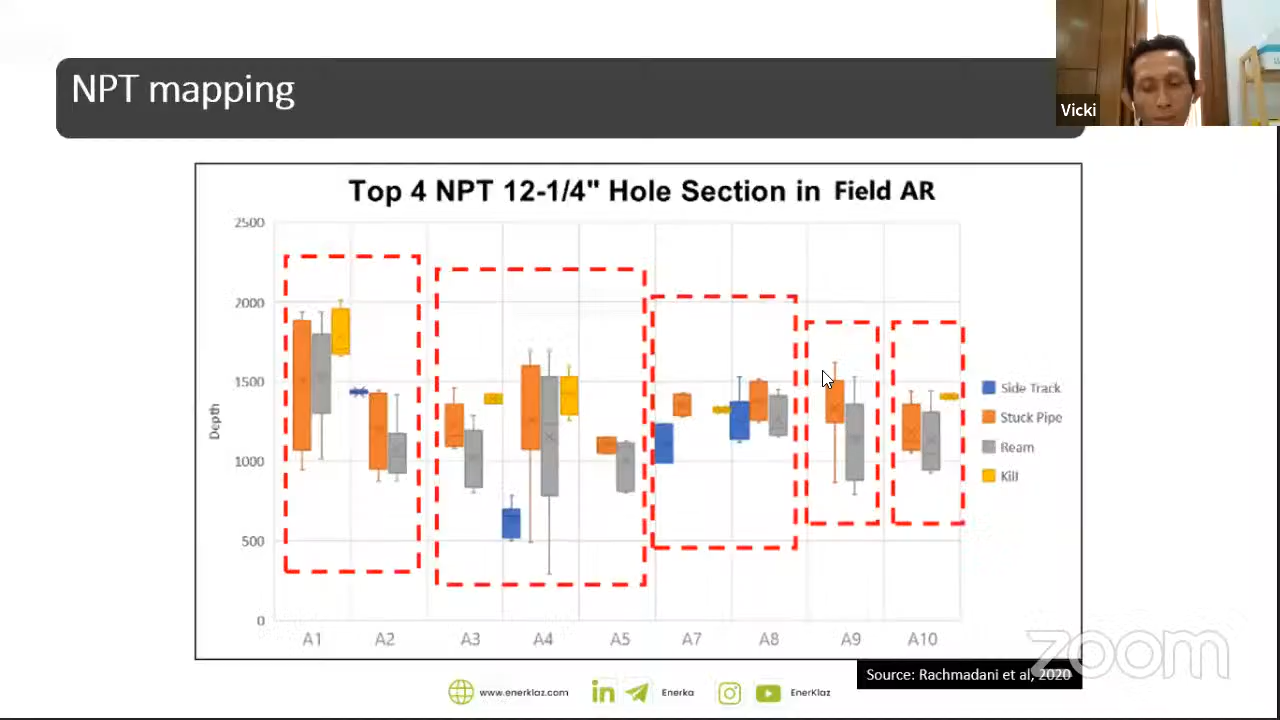 NPT mapping
Vicki
Top 4 NPT 12-1/4" Hole Section in Field AR
2500
2000
1500
1000
500
0
Depth
A1 A2 A3 A4 A5 A7 A8 A9 A10
Side Track
Stuck Pipe
Ream
Kill
zoom
Source: Rachmadani et al, 2020
www.enerklaz.com
Enerka
EnerKlaz